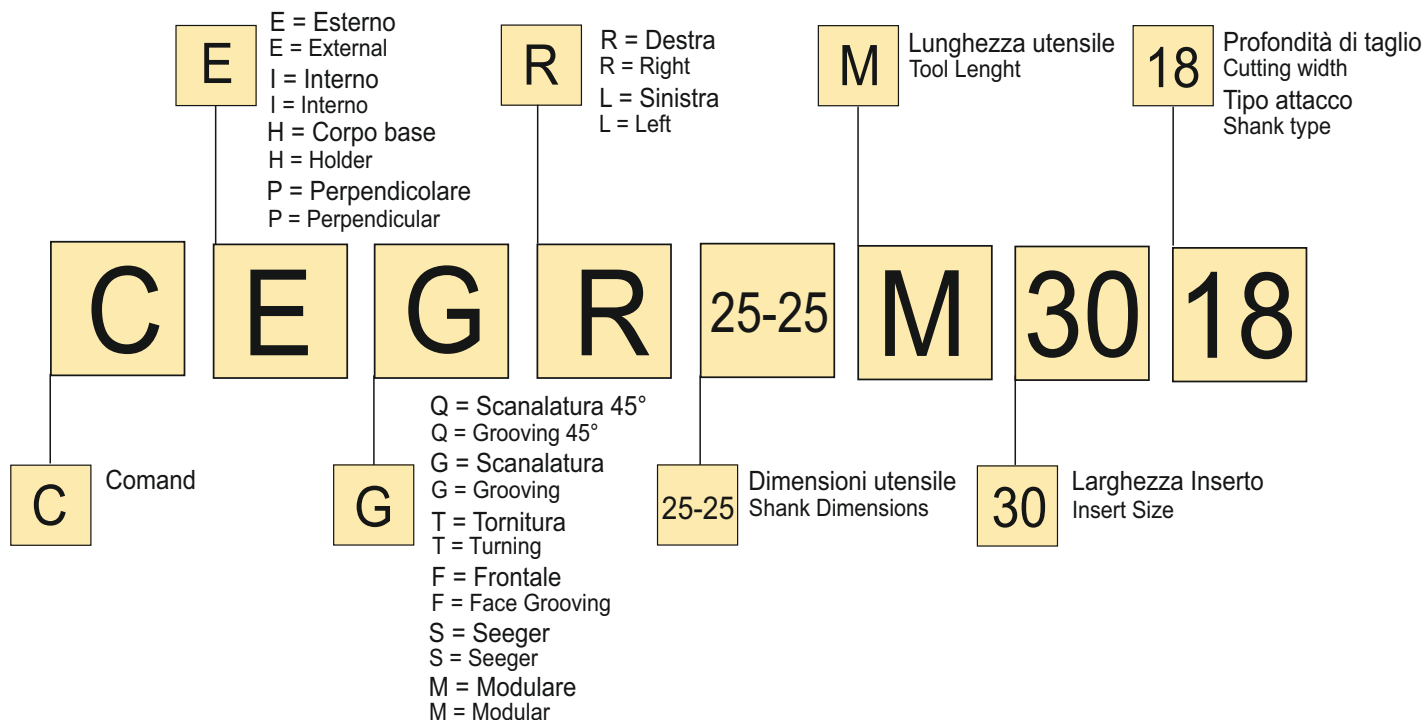 E
E = Esterno
E = External
I = Interno
I = Interno
H = Corpo base
H = Holder
P = Perpendicolare
P = Perpendicular
R
R = Destra
R = Right
L = Sinistra
L = Left
M
Lunghezza utensile
Tool Lenght
18
Profondità di taglio
Cutting width
Tipo attacco
Shank type
C E G R 25-25 M 30 18
C
Comand
G
Q = Scanalatura 45°
Q = Grooving 45°
G = Scanalatura
G = Grooving
T = Tornitura
T = Turning
F = Frontale
F = Face Grooving
S = Seeger
S = Seeger
M = Modulare
M = Modular
25-25
Dimensioni utensile
Shank Dimensions
30
Larghezza Inserto
Insert Size